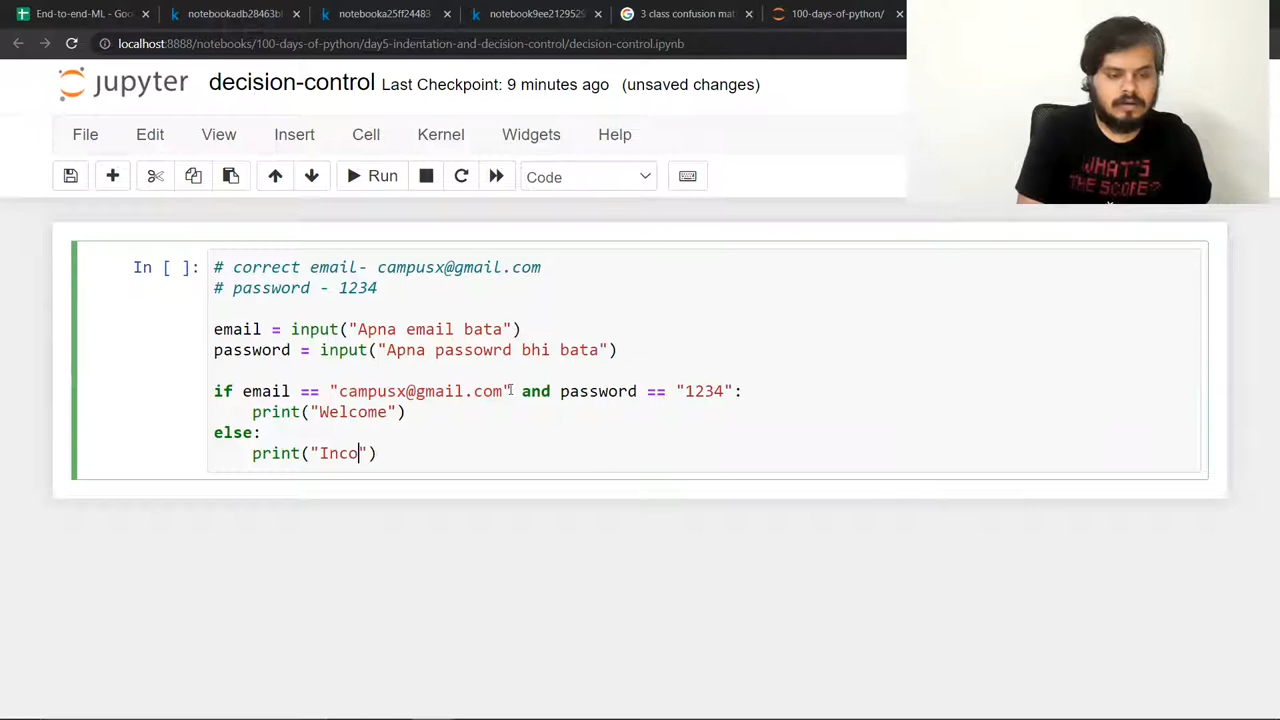 End-to-end-ML - Goo
notebookadb28463bl
notebooka25ff24483
notebook9ee2129529
3 class confusion mat
100-days-of-python/
localhost:8888/notebooks/100-days-of-python/day5-indentation-and-decision-control/decision-control.ipynb
jupyter decision-control Last Checkpoint: 9 minutes ago (unsaved changes)
File Edit View Insert Cell Kernel Widgets Help
Run Code
WHAT'S
THE SCOPE?
In [ ]: # correct email- campusx@gmail.com
# password - 1234
email = input("Apna email bata")
password = input("Apna passowrd bhi bata")
if email == "campusx@gmail.com" and password == "1234":
print("Welcome")
else:
print("Inco")